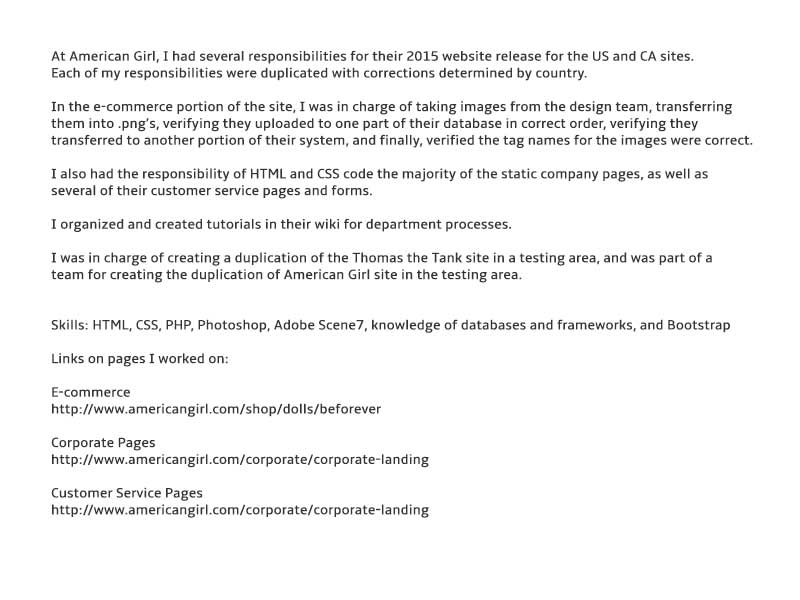 At American Girl, I had several responsibilities for their 2015 website release for the US and CA sites.
Each of my responsibilities were duplicated with corrections determined by country.
In the e-commerce portion of the site, I was in charge of taking images from the design team, transferring
them into .png's, verifying they uploaded to one part of their database in correct order, verifying they
transferred to another portion of their system, and finally, verified the tag names for the images were correct.
I also had the responsibility of HTML and CSS code the majority of the static company pages, as well as
several of their customer service pages and forms.
I organized and created tutorials in their wiki for department processes.
I was in charge of creating a duplication of the Thomas the Tank site in a testing area, and was part of a
team for creating the duplication of American Girl site in the testing area.
Skills: HTML, CSS, PHP, Photoshop, Adobe Scene7, knowledge of databases and frameworks, and Bootstrap
Links on pages I worked on:
E-commerce
http://www.americangirl.com/shop/dolls/beforever
Corporate Pages
http://www.americangirl.com/corporate/corporate-landing
Customer Service Pages
http://www.americangirl.com/corporate/corporate-landing